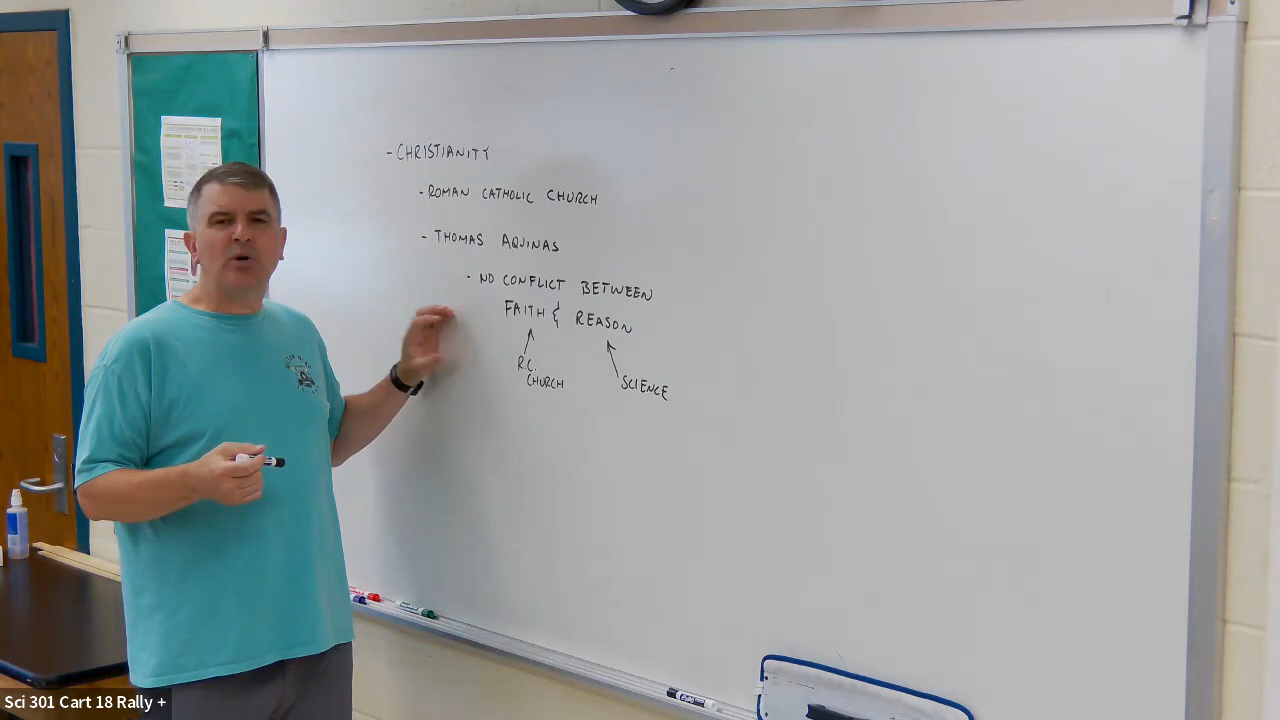 - CHRISTIANITY
- ROMAN CATHOLIC CHURCH
- THOMAS AQUINAS
- NO CONFLICT BETWEEN
FAITH & REASON
R.C.
CHURCH
SCIENCE
Sci 301 Cart 18 Rally +